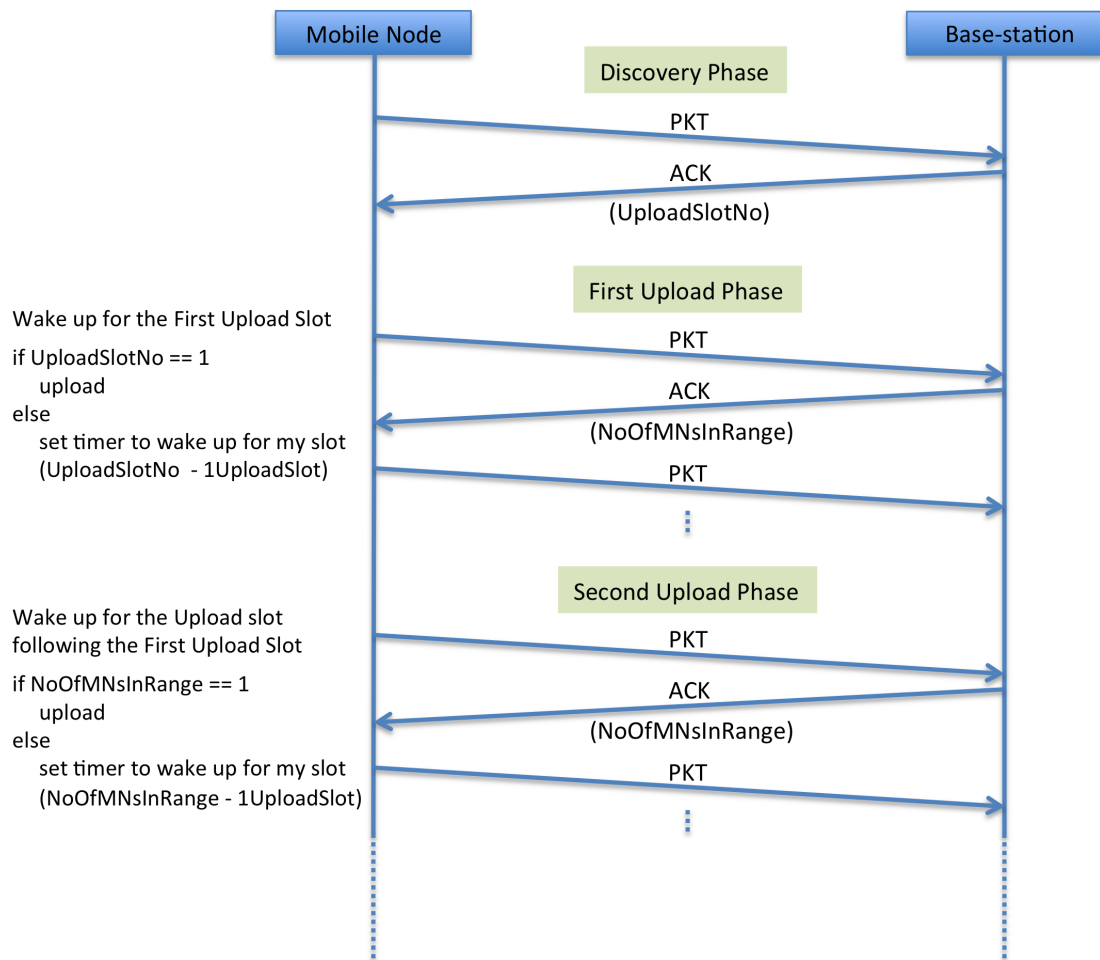 Mobile Node
Base-station
Discovery Phase
PKT
ACK
(UploadSlotNo)
First Upload Phase
Wake up for the First Upload Slot
if UploadSlotNo == 1
upload
else
set timer to wake up for my slot
(UploadSlotNo - 1UploadSlot)
PKT
ACK
(NoOfMNsInRange)
PKT
Second Upload Phase
Wake up for the Upload slot
following the First Upload Slot
if NoOfMNsInRange == 1
upload
else
set timer to wake up for my slot
(NoOfMNsInRange - 1UploadSlot)
PKT
ACK
(NoOfMNsInRange)
PKT